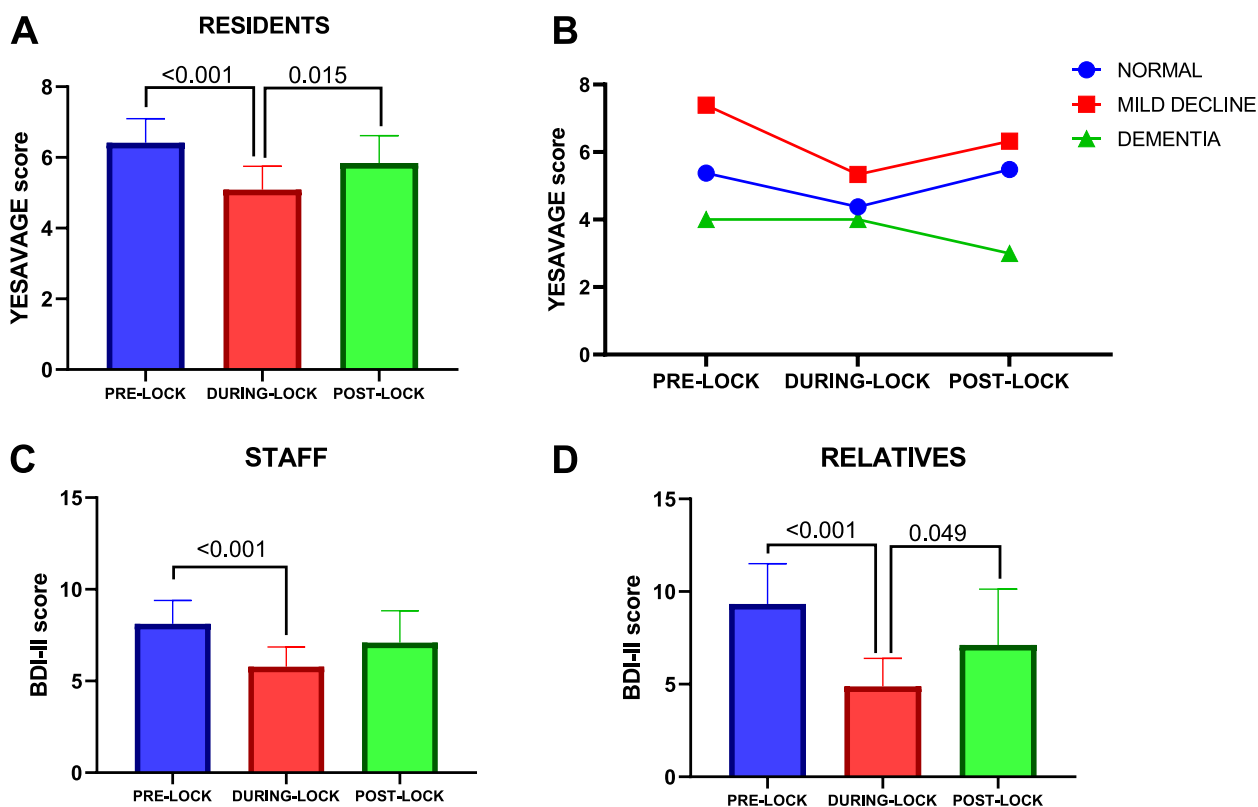 A
RESIDENTS
YESAVAGE score
8
6
4
2
0
<0.001
0.015
PRE-LOCK
DURING-LOCK
POST-LOCK
B
YESAVAGE score
8
6
4
2
0
PRE-LOCK
DURING-LOCK
POST-LOCK
NORMAL
MILD DECLINE
DEMENTIA
C
STAFF
BDI-II score
15
10
5
0
<0.001
PRE-LOCK
DURING-LOCK
POST-LOCK
D
RELATIVES
BDI-II score
15
10
5
0
<0.001
0.049
PRE-LOCK
DURING-LOCK
POST-LOCK